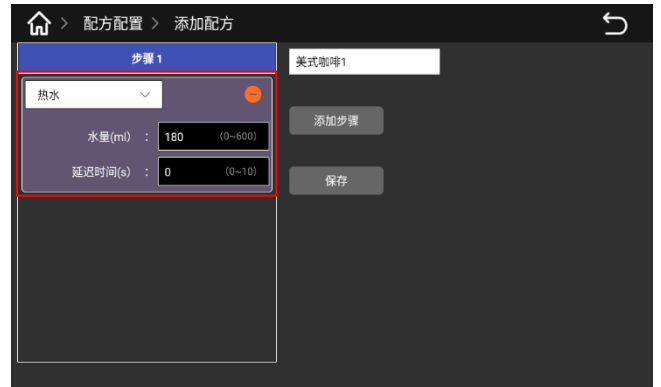 配方配置 > 添加配方
步骤 1
美式咖啡1
热水
水量(ml) : 180 (0~600)
添加步骤
延迟时间(s) : 0 (0~10)
保存